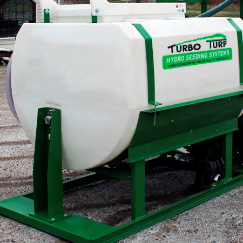 TURBO TURF
HYDRO SEEDING SYSTEMS